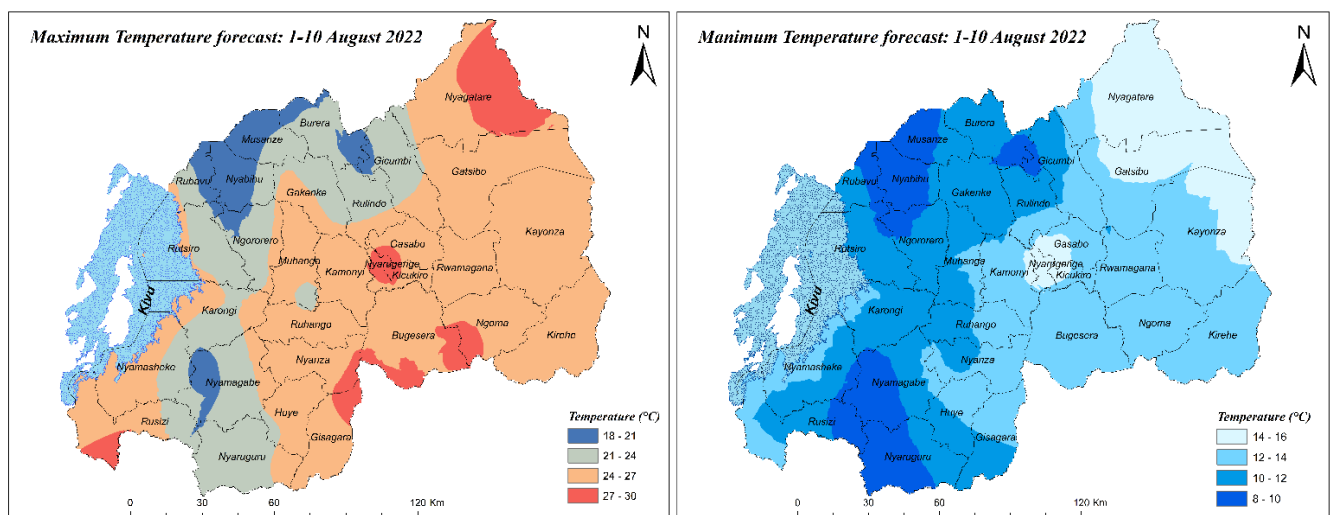 Maximum Temperature forecast: 1-10 August 2022
N
Nyagatare
Burera
Musanze
Gicumbi
Rubavu
Nyabihu
Gatsibo
Gakenke
Rulindo
Kayonza
Rutsiro
Ngororero
Gasabo
Muhanga
Nyarugenge
Kamonyi
Kicukiro
Rwamagana
Kivu
Karongi
Ruhango
Bugesera
Ngoma
Kirehe
Nyanza
Nyamasheke
Nyamagabe
Huye
Rusizi
Gisagara
Nyaruguru
Temperature (°C)
18 - 21
21 - 24
24 - 27
27 - 30
0 30 60 120 Km
Manimum Temperature forecast: 1-10 August 2022
N
Nyagatare
Burera
Musanze
Gicumbi
Rubavu
Nyabihu
Gatsibu
Gakenke
Rulindo
Kayonza
Rutsiro
Ngororero
Gasabo
Muhanga
Nyarugenge
Kamonyi
Kicukiro
Rwamagana
Kivu
Karongi
Ruhango
Bugesera
Ngoma
Kirehe
Nyanza
Nyamasheke
Nyamagabe
Huye
Rusizi
Gisagara
Nyaruguru
Temperature (°C)
14 - 16
12 - 14
10 - 12
8 - 10
0 30 60 120 Km